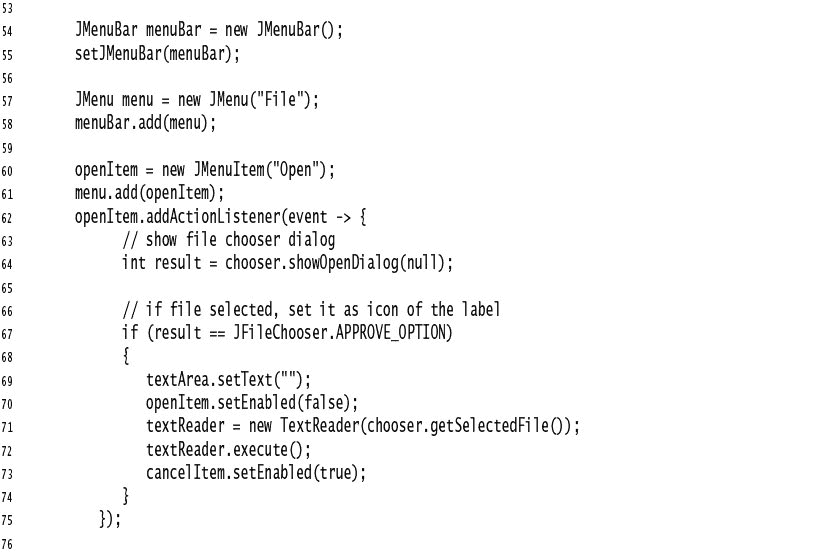 53
54 JMenuBar menuBar = new JMenuBar();
55 setJMenuBar(menuBar);
56
57 JMenu menu = new JMenu("File");
58 menuBar.add(menu);
59
60 openItem = new JMenuItem("Open");
61 menu.add(openItem);
62 openItem.addActionListener(event -> {
63 // show file chooser dialog
64 int result = chooser.showOpenDialog(null);
65
66 // if file selected, set it as icon of the label
67 if (result == JFileChooser.APPROVE_OPTION)
68 {
69 textArea.setText("");
70 openItem.setEnabled(false);
71 textReader = new TextReader(chooser.getSelectedFile());
72 textReader.execute();
73 cancelItem.setEnabled(true);
74 }
75 });
76